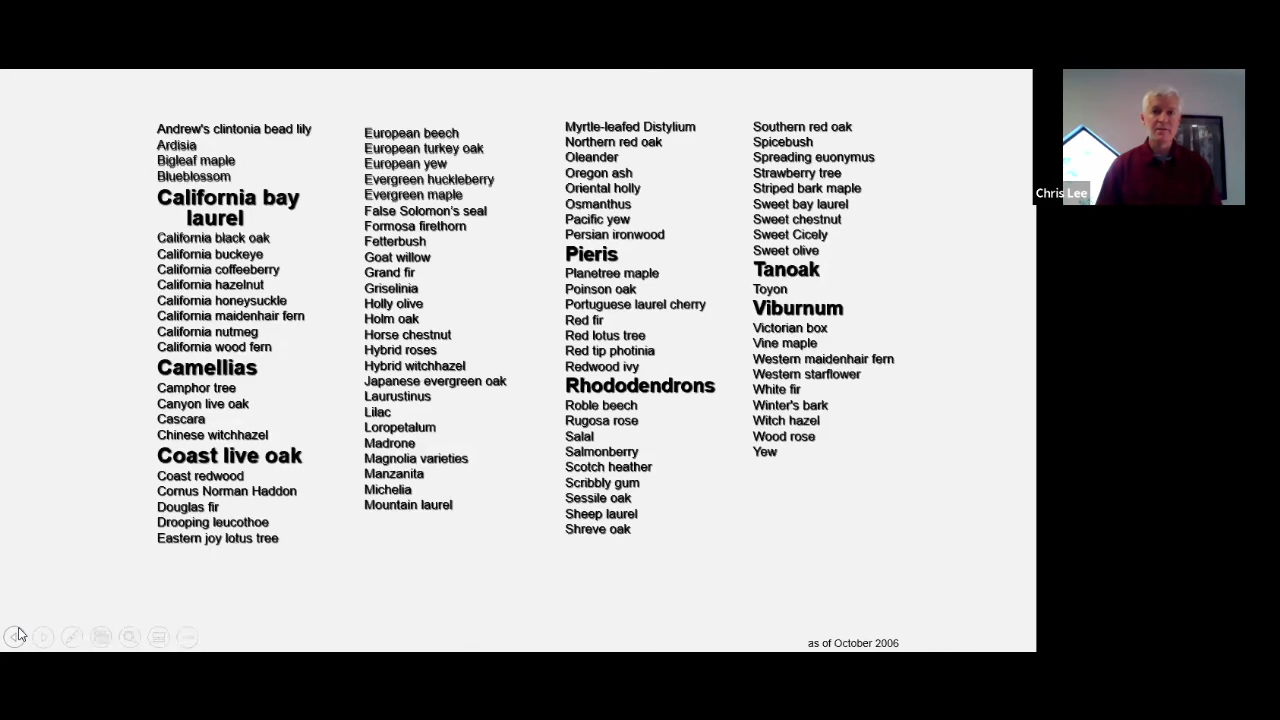 Andrew's clintonia bead lily
Ardisia
Bigleaf maple
Blueblossom
California bay
laurel
California black oak
California buckeye
California coffeeberry
California hazelnut
California honeysuckle
California maidenhair fern
California nutmeg
California wood fern
Camellias
Camphor tree
Canyon live oak
Cascara
Chinese witchhazel
Coast live oak
Coast redwood
Cornus Norman Haddon
Douglas fir
Drooping leucothoe
Eastern joy lotus tree
European beech
European turkey oak
European yew
Evergreen huckleberry
Evergreen maple
False Solomon's seal
Formosa firethorn
Fetterbush
Goat willow
Grand fir
Griselinia
Holly olive
Holm oak
Horse chestnut
Hybrid roses
Hybrid witchhazel
Japanese evergreen oak
Laurustinus
Lilac
Loropetalum
Madrone
Magnolia varieties
Manzanita
Michelia
Mountain laurel
Myrtle-leafed Distylium
Northern red oak
Oleander
Oregon ash
Oriental holly
Osmanthus
Pacific yew
Persian ironwood
Pieris
Planetree maple
Poinson oak
Portuguese laurel cherry
Red fir
Red lotus tree
Red tip photinia
Redwood ivy
Rhododendrons
Roble beech
Rugosa rose
Salal
Salmonberry
Scotch heather
Scribbly gum
Sessile oak
Sheep laurel
Shreve oak
Southern red oak
Spicebush
Spreading euonymus
Strawberry tree
Striped bark maple
Sweet bay laurel
Sweet chestnut
Sweet Cicely
Sweet olive
Tanoak
Toyon
Viburnum
Victorian box
Vine maple
Western maidenhair fern
Western starflower
White fir
Winter's bark
Witch hazel
Wood rose
Yew
as of October 2006
Chris Lee